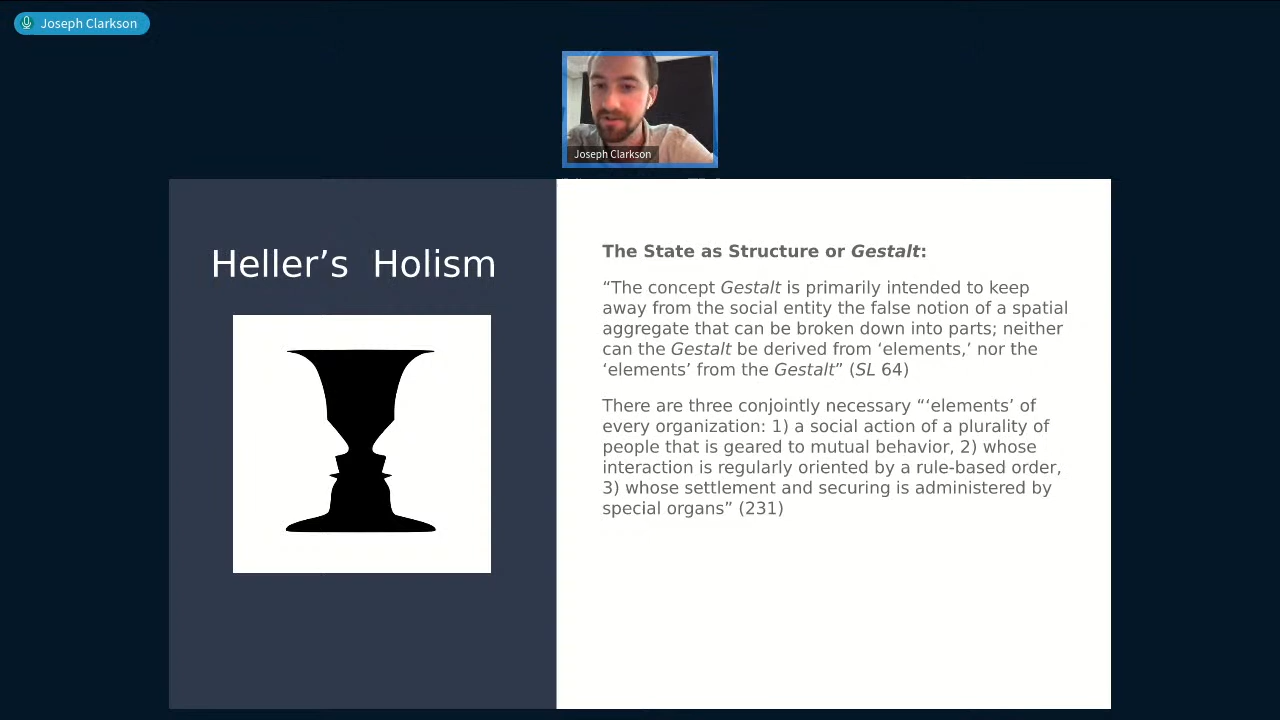 Joseph Clarkson
Joseph Clarkson
Heller’s Holism
The State as Structure or Gestalt:
“The concept Gestalt is primarily intended to keep
away from the social entity the false notion of a spatial
aggregate that can be broken down into parts; neither
can the Gestalt be derived from ‘elements,’ nor the
‘elements’ from the Gestalt” (SL 64)
There are three conjointly necessary “‘elements’ of
every organization: 1) a social action of a plurality of
people that is geared to mutual behavior, 2) whose
interaction is regularly oriented by a rule-based order,
3) whose settlement and securing is administered by
special organs” (231)